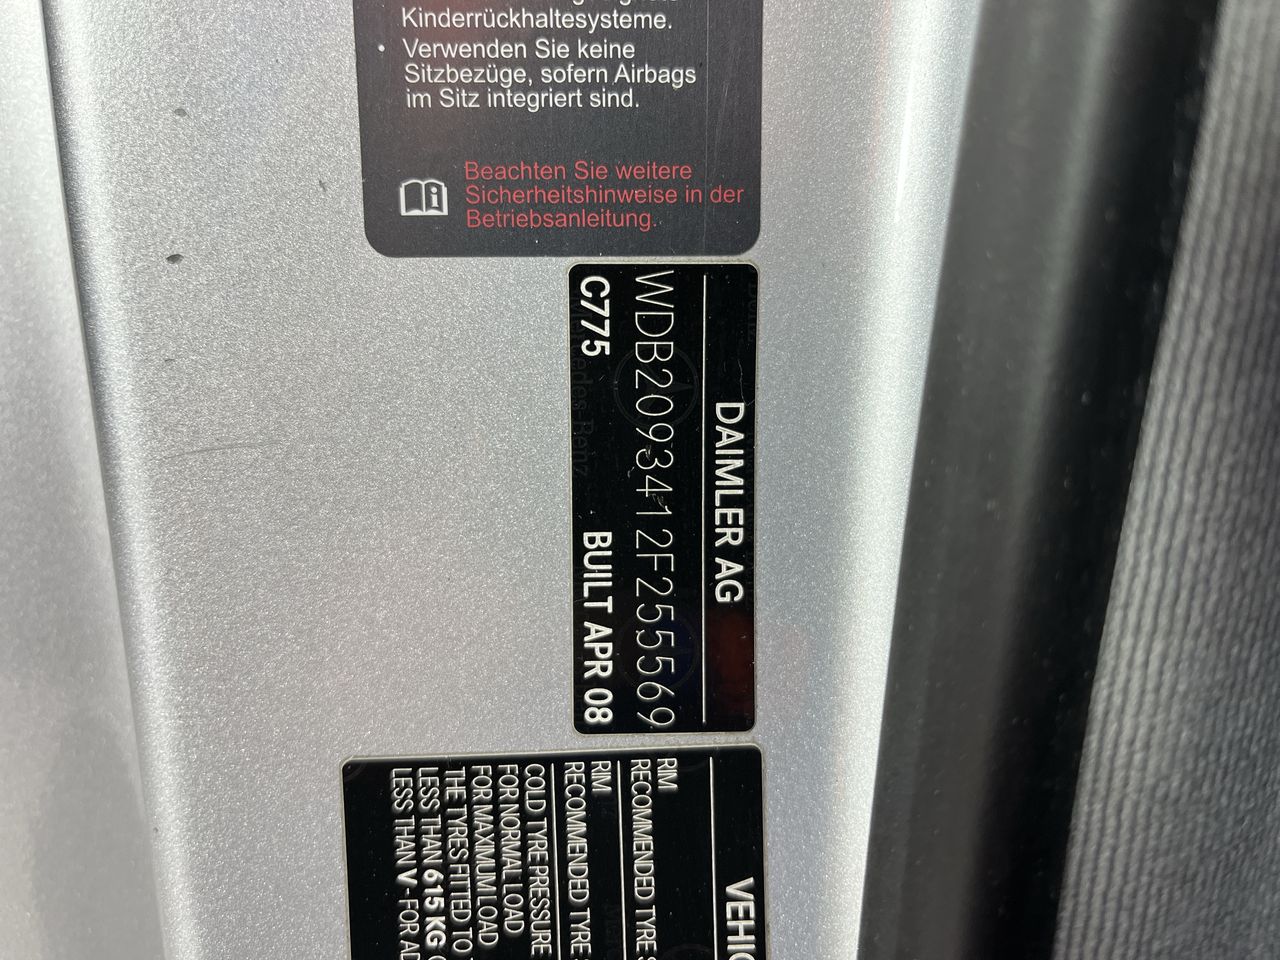 Kinderrückhaltesysteme.
• Verwenden Sie keine
Sitzbezüge, sofern Airbags
im Sitz integriert sind.
Beachten Sie weitere
Sicherheitshinweise in der
Betriebsanleitung.
DAIMLER AG
WDB2093412F255569
C775 BUILT APR 08
RIM
RECOMMENDED TYRE
RIM
RECOMMENDED TYRE
COLD TYRE PRESSURE
FOR NORMAL LOAD
FOR MAXIMUM LOAD
THE TYRES FITTED TO
LESS THAN 615 KG
LESS THAN V-FOR